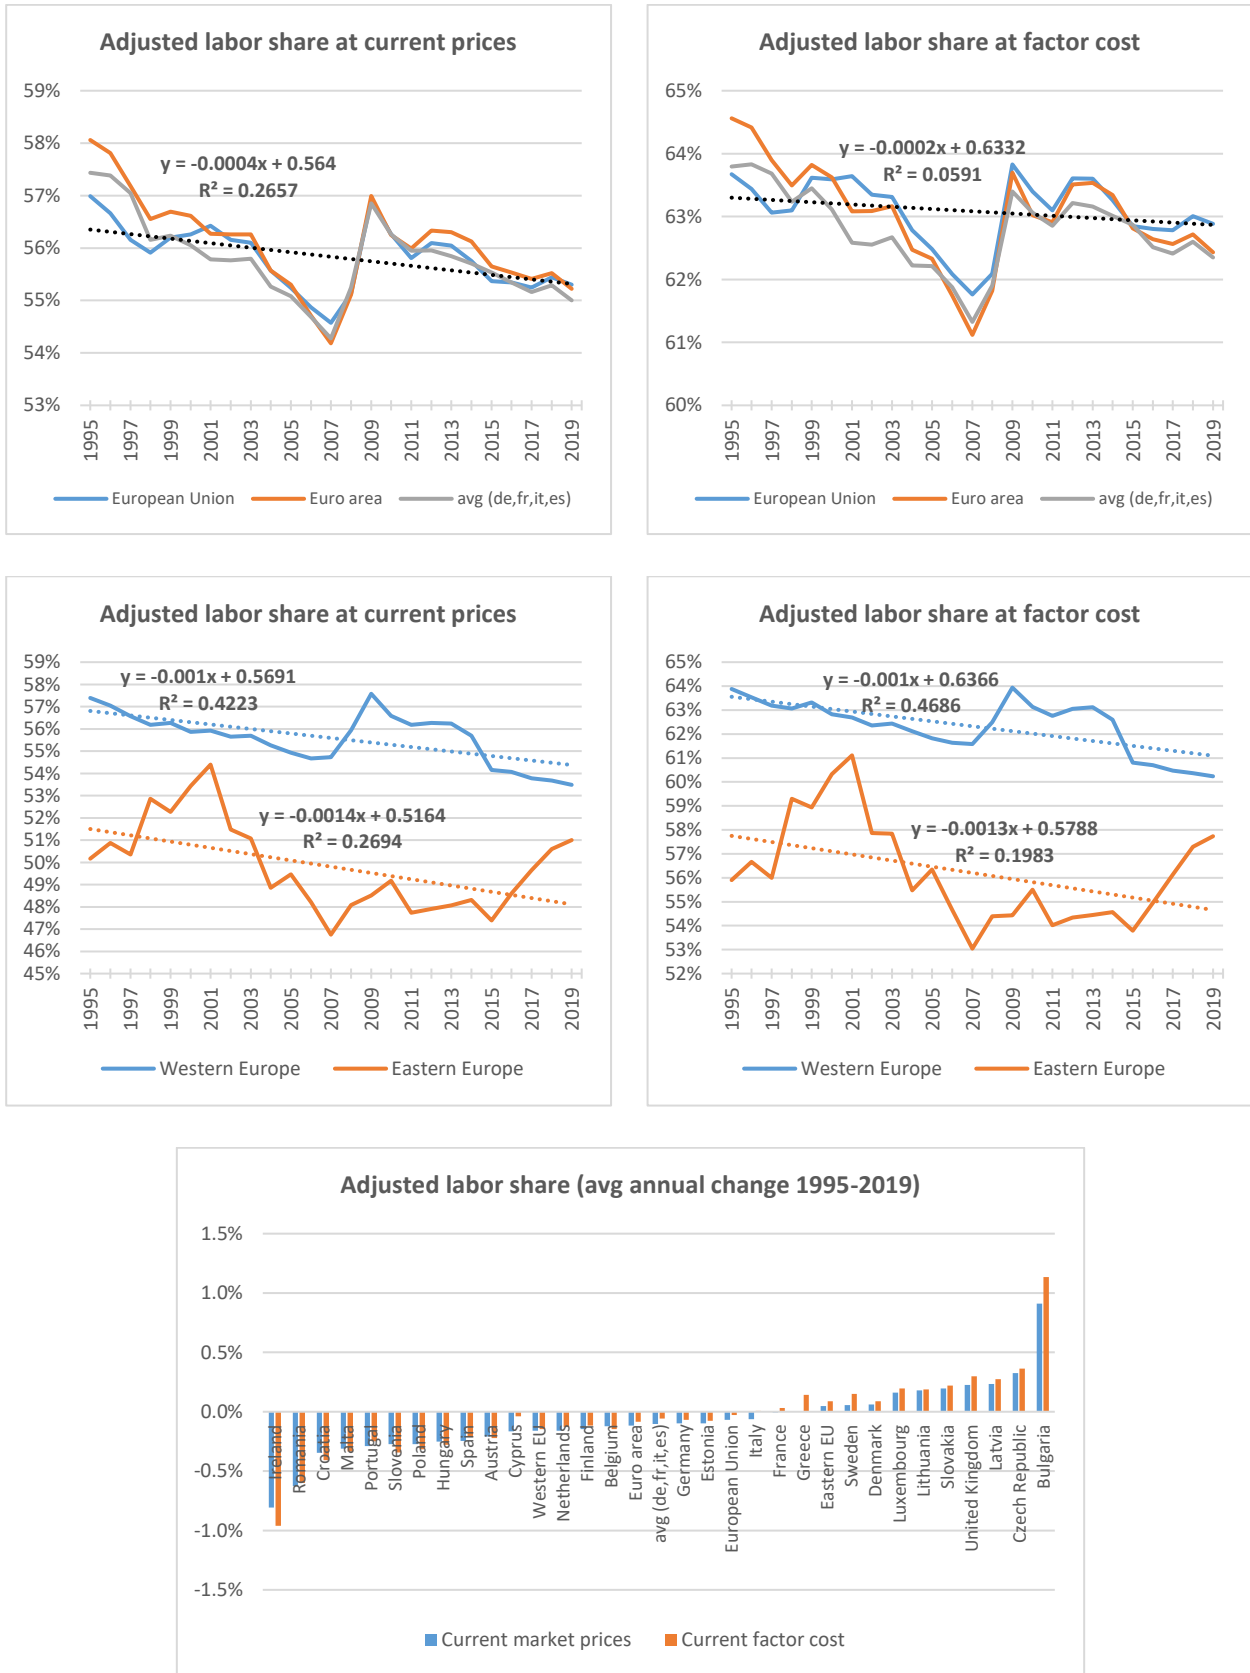 Adjusted labor share at current prices
59%
58%
57%
56%
55%
54%
53%
y = -0.0004x + 0.564
R² = 0.2657
1995
1997
1999
2001
2003
2005
2007
2009
2011
2013
2015
2017
2019
European Union Euro area avg (de,fr,it,es)
Adjusted labor share at factor cost
65%
64%
63%
62%
61%
60%
y = -0.0002x + 0.6332
R² = 0.0591
1995
1997
1999
2001
2003
2005
2007
2009
2011
2013
2015
2017
2019
European Union Euro area avg (de,fr,it,es)
Adjusted labor share at current prices
59%
58%
57%
56%
55%
54%
53%
52%
51%
50%
49%
48%
47%
46%
45%
y = -0.001x + 0.5691
R² = 0.4223
y = -0.0014x + 0.5164
R² = 0.2694
1995
1997
1999
2001
2003
2005
2007
2009
2011
2013
2015
2017
2019
Western Europe Eastern Europe
Adjusted labor share at factor cost
65%
64%
63%
62%
61%
60%
59%
58%
57%
56%
55%
54%
53%
52%
y = -0.001x + 0.6366
R² = 0.4686
y = -0.0013x + 0.5788
R² = 0.1983
1995
1997
1999
2001
2003
2005
2007
2009
2011
2013
2015
2017
2019
Western Europe Eastern Europe
Adjusted labor share (avg annual change 1995-2019)
1.5%
1.0%
0.5%
0.0%
-0.5%
-1.0%
-1.5%
Ireland
Romania
Croatia
Malta
Portugal
Slovenia
Poland
Hungary
Spain
Austria
Cyprus
Western EU
Netherlands
Finland
Belgium
Euro area
avg (de,fr,it,es)
Germany
Estonia
European Union
Italy
France
Greece
Eastern EU
Sweden
Denmark
Luxembourg
Lithuania
Slovakia
United Kingdom
Latvia
Czech Republic
Bulgaria
Current market prices Current factor cost